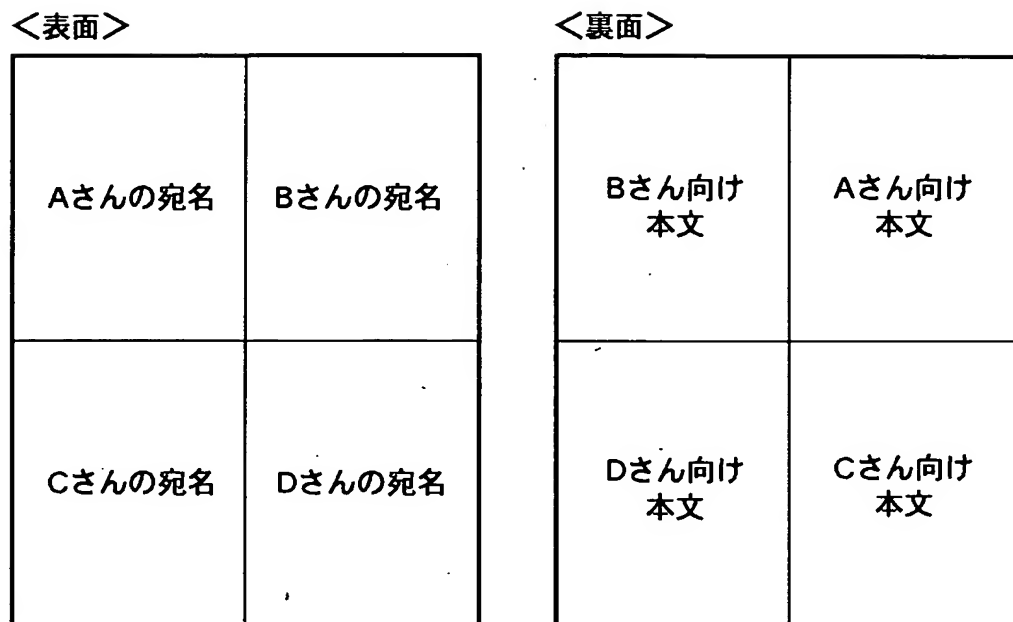 ＜表面＞
Aさんの宛名
Bさんの宛名
Cさんの宛名
Dさんの宛名
＜裏面＞
Bさん向け
本文
Aさん向け
本文
Dさん向け
本文
Cさん向け
本文